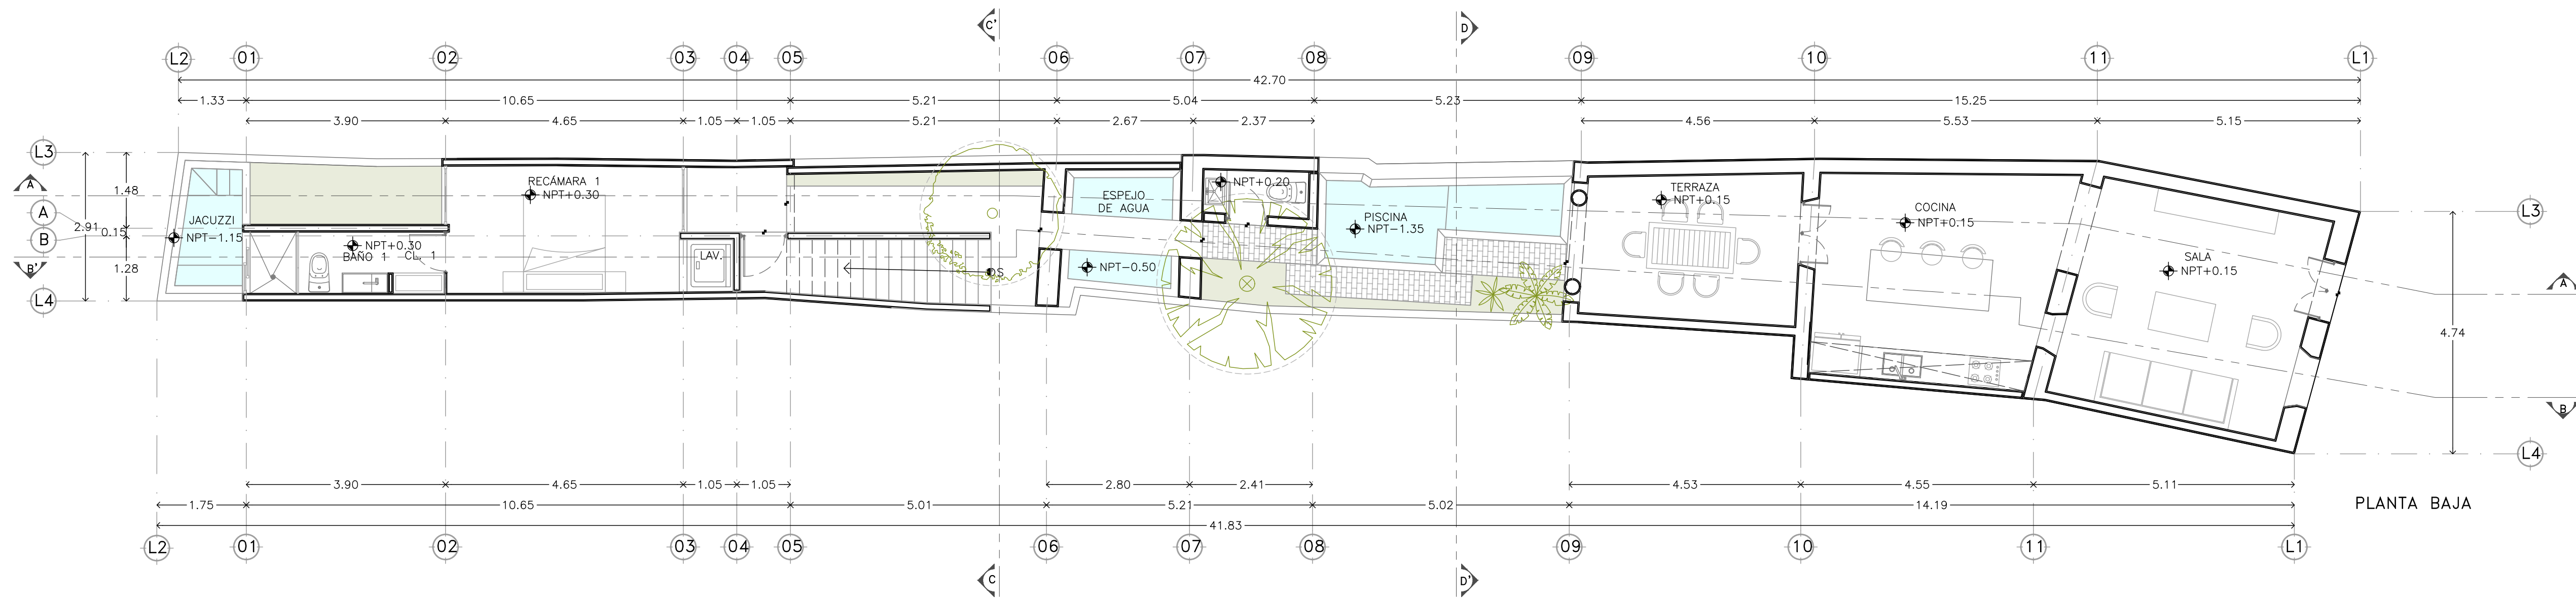 C' D
L2 01 02 03 04 05 06 07 08 09 10 11 L1
42.70
1.33 10.65 5.21 5.04 5.23 15.25
3.90 4.65 1.05 1.05 5.21 2.67 2.37 4.56 5.53 5.15
L3
A
1.48
A
2.91
0.15
B
B'
1.28
L4
JACUZZI
NPT-1.15
NPT+0.30
BAÑO 1
CL. 1
RECÁMARA 1
NPT+0.30
LAV.
S
ESPEJO
DE AGUA
NPT-0.50
NPT+0.20
PISCINA
NPT-1.35
TERRAZA
NPT+0.15
COCINA
NPT+0.15
SALA
NPT+0.15
L3
A
4.74
B
L4
3.90 4.65 1.05 1.05 2.80 2.41 4.53 4.55 5.11
1.75 10.65 5.01 5.21 5.02 14.19
41.83
PLANTA BAJA
L2 01 02 03 04 05 06 07 08 09 10 11 L1
C D'